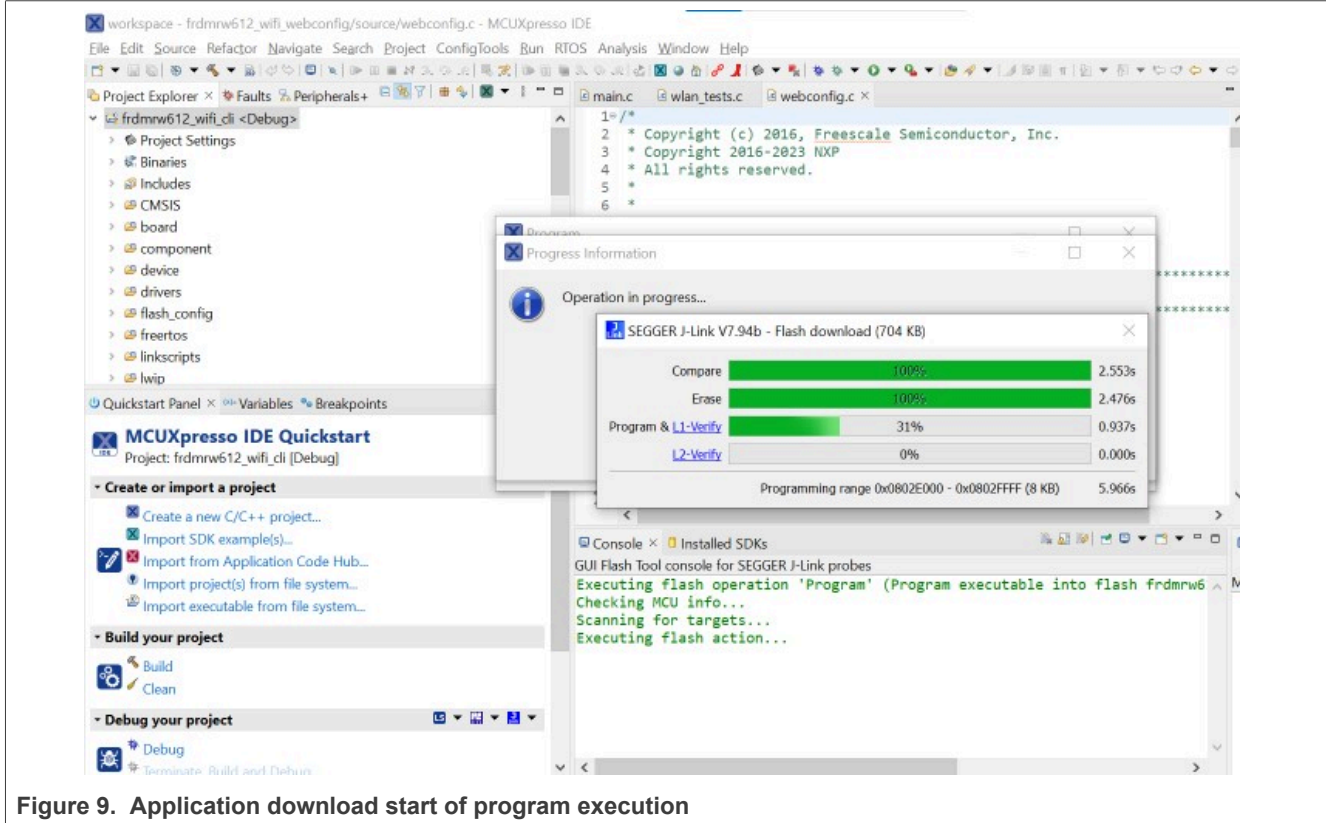 workspace - frdmrw612_wifi_webconfig/source/webconfig.c - MCUXpresso IDE
File Edit Source Refactor Navigate Search Project ConfigTools Run RTOS Analysis Window Help
Project Explorer Faults Peripherals+
main.c wlan_tests.c webconfig.c
frdmrw612_wifi_cli <Debug>
Project Settings
Binaries
Includes
CMSIS
board
component
device
drivers
flash_config
freertos
linkscripts
lwip
1 /*
2 * Copyright (c) 2016, Freescale Semiconductor, Inc.
3 * Copyright 2016-2023 NXP
4 * All rights reserved.
5 *
6 *
*********
*********
Program
Progress Information
Operation in progress...
SEGGER J-Link V7.94b - Flash download (704 KB)
Compare 100% 2.553s
Erase 100% 2.476s
Program & L1-Verify 31% 0.937s
L2-Verify 0% 0.000s
Programming range 0x0802E000 - 0x0802FFFF (8 KB) 5.966s
Quickstart Panel Variables Breakpoints
IDE
MCUXpresso IDE Quickstart
Project: frdmrw612_wifi_cli [Debug]
Create or import a project
Create a new C/C++ project...
Import SDK example(s)...
Import from Application Code Hub...
Import project(s) from file system...
Import executable from file system...
Build your project
Build
Clean
Debug your project
LS
Debug
Terminate, Build and Debug
Console Installed SDKs
GUI Flash Tool console for SEGGER J-Link probes
Executing flash operation 'Program' (Program executable into flash frdmrw6
Checking MCU info...
Scanning for targets...
Executing flash action...
Figure 9. Application download start of program execution